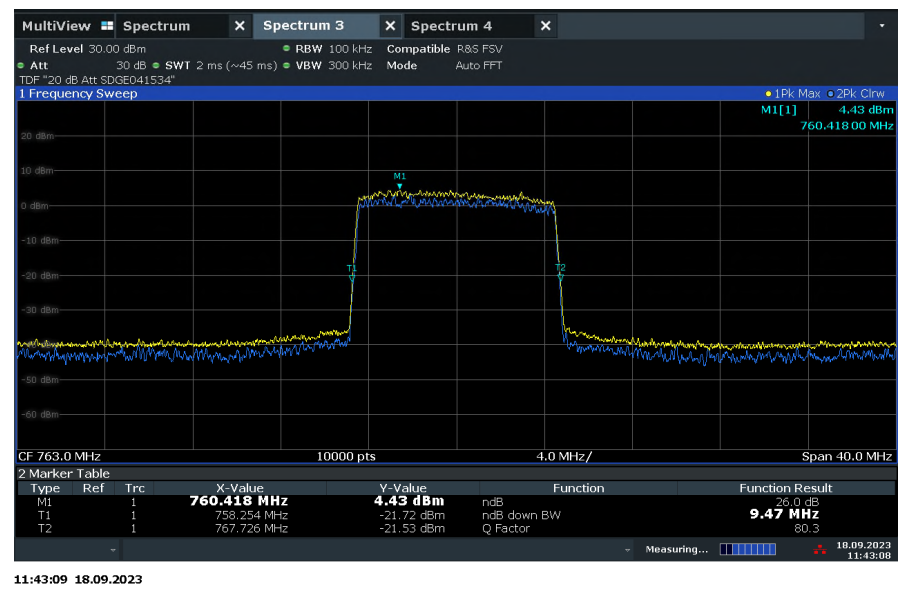 MultiView Spectrum X Spectrum 3 X Spectrum 4 X
Ref Level 30.00 dBm RBW 100 kHz Compatible R&S FSV
Att 30 dB SWT 2 ms (~45 ms) VBW 300 kHz Mode Auto FFT
TDF "20 dB Att SDGE041534"
1 Frequency Sweep 1Pk Max 2Pk Clrw
M1[1] 4.43 dBm
760.418 00 MHz
20 dBm
10 dBm
M1
0 dBm
-10 dBm
T1 T2
-20 dBm
-30 dBm
-50 dBm
-60 dBm
CF 763.0 MHz 10000 pts 4.0 MHz/ Span 40.0 MHz
2 Marker Table
Type Ref Trc X-Value Y-Value Function Function Result
M1 1 760.418 MHz 4.43 dBm ndB 26.0 dB
T1 1 758.254 MHz -21.72 dBm ndB down BW 9.47 MHz
T2 1 767.726 MHz -21.53 dBm Q Factor 80.3
Measuring... 18.09.2023
11:43:08
11:43:09 18.09.2023